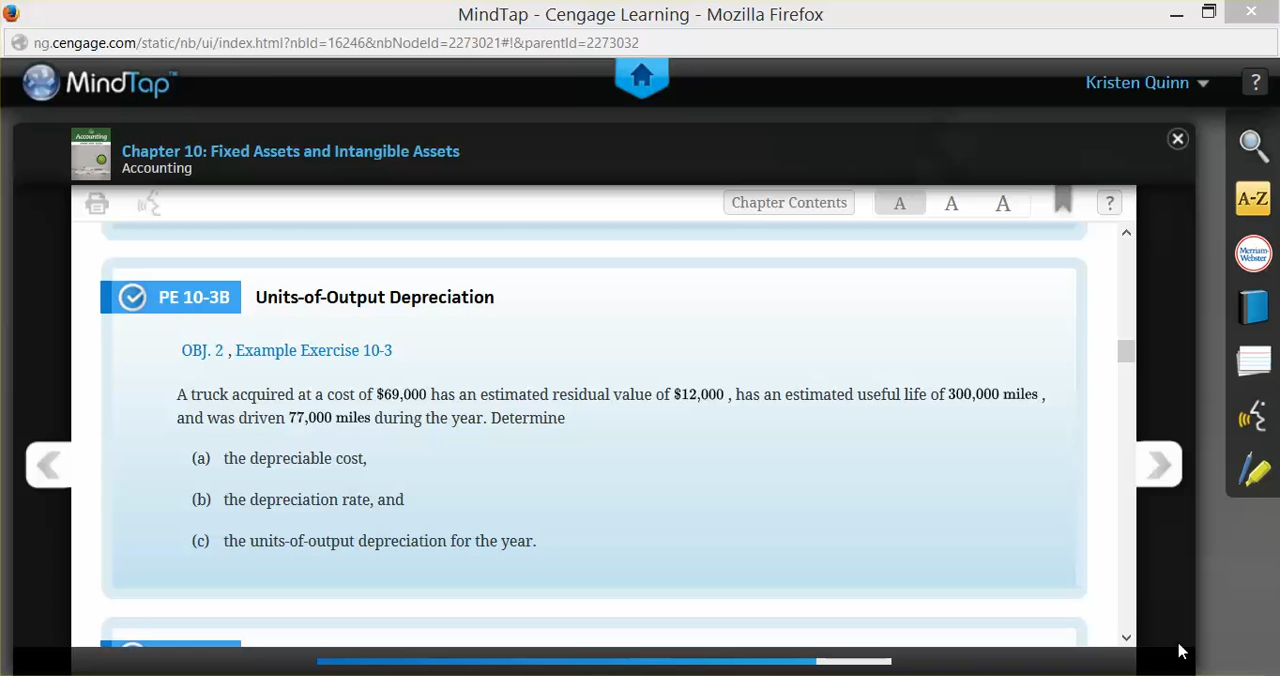 MindTap - Cengage Learning - Mozilla Firefox
ng.cengage.com/static/nb/ui/index.html?nbId=16246&nbNodeId=2273021#!&parentId=2273032
MindTap™
Kristen Quinn
?
Accounting
Chapter 10: Fixed Assets and Intangible Assets
Accounting
Chapter Contents
A
A
A
?
A-Z
Merriam-
Webster
PE 10-3B Units-of-Output Depreciation
OBJ. 2 , Example Exercise 10-3
A truck acquired at a cost of $69,000 has an estimated residual value of $12,000 , has an estimated useful life of 300,000 miles ,
and was driven 77,000 miles during the year. Determine
(a) the depreciable cost,
(b) the depreciation rate, and
(c) the units-of-output depreciation for the year.